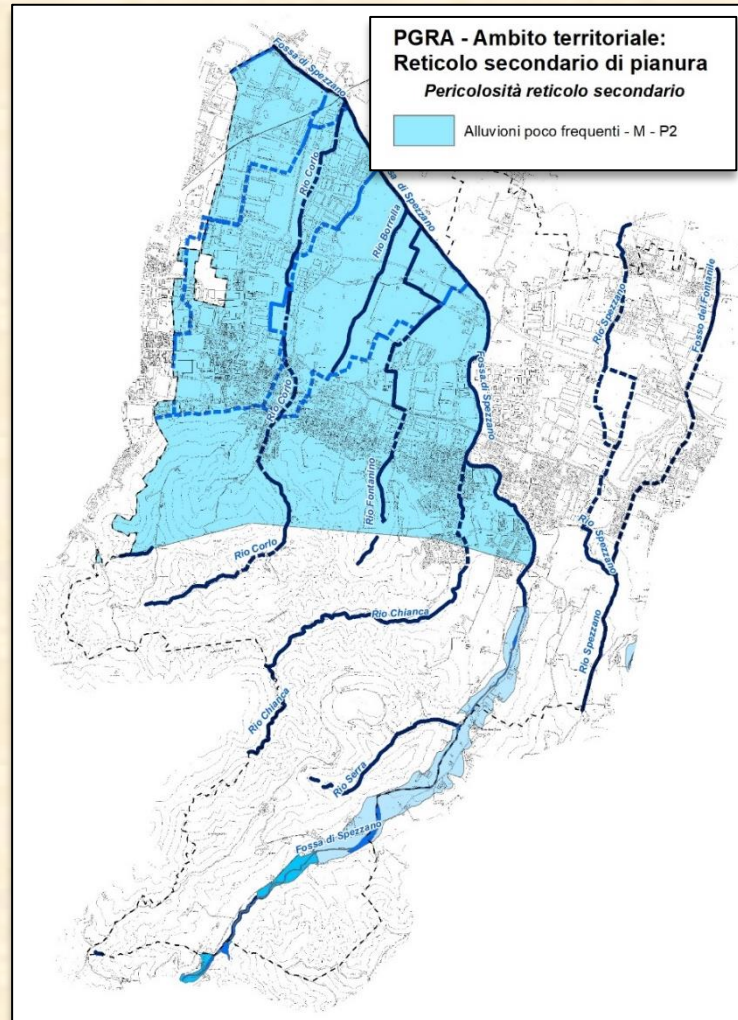 PGRA - Ambito territoriale:
Reticolo secondario di pianura
Pericolosità reticolo secondario
Alluvioni poco frequenti - M - P2
Fossa di Spezzano
Rio Corlo
sa di Spezzano
Rio Borrella
Rio Spezzano
Fosso del Fontanile
Fossa di Spezzano
Rio Corlo
Rio Fontanino
Rio Corlo
Rio Spezzano
Rio Chianca
Rio Spezzano
Rio Chianca
Rio Serra
Fossa di Spezzano